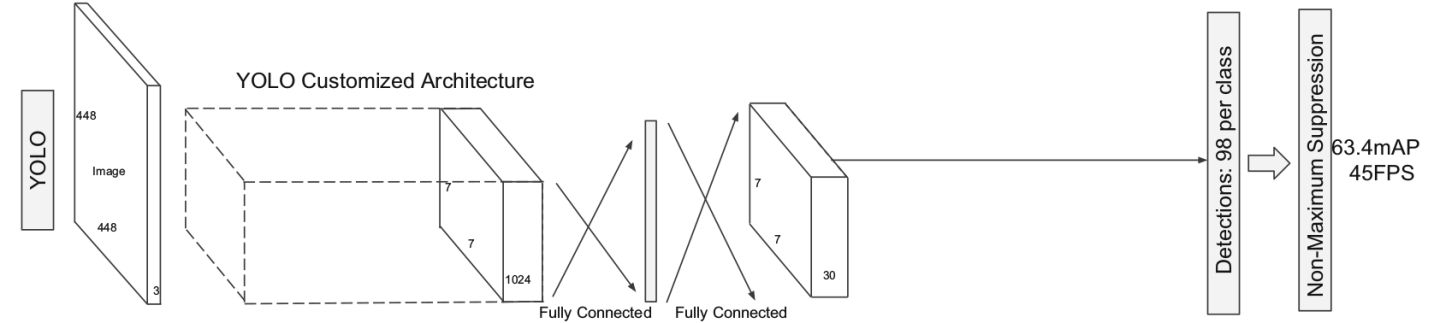 YOLO
448
Image
448
3
YOLO Customized Architecture
7
7
1024
Fully Connected
Fully Connected
7
7
30
Detections: 98 per class
Non-Maximum Suppression
63.4mAP
45FPS